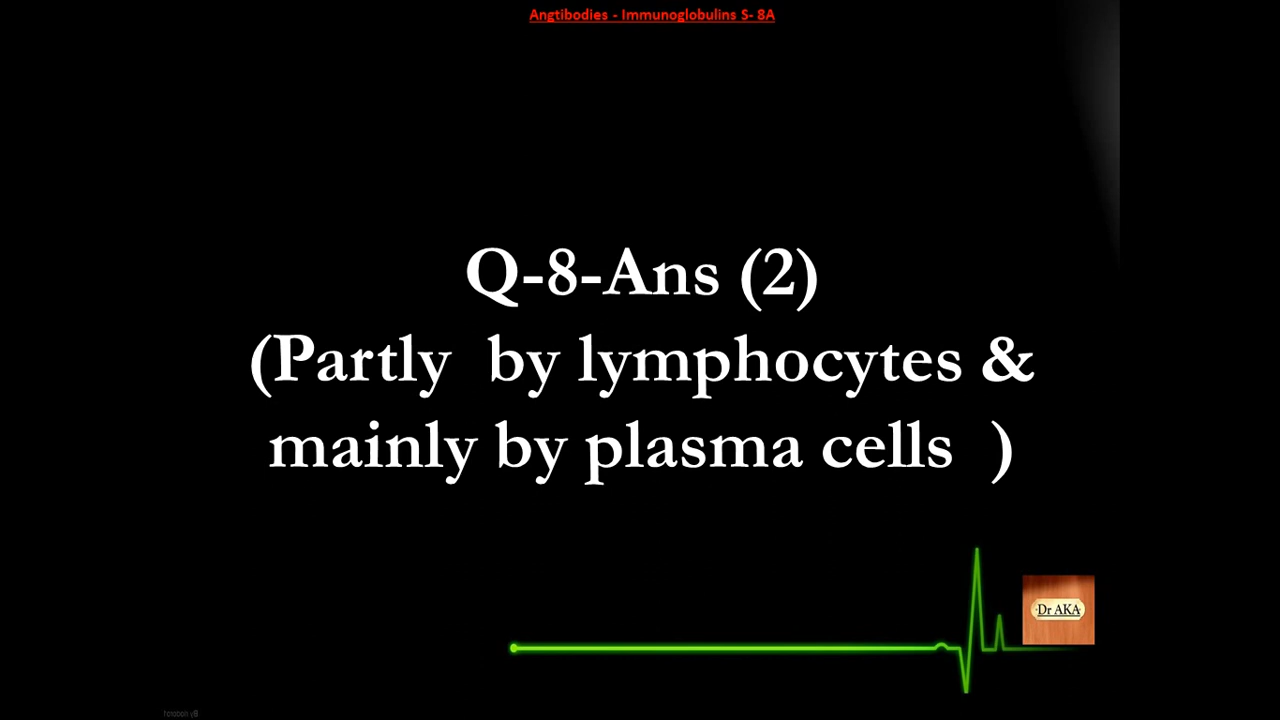 Angtibodies - Immunoglobulins S- 8A
Q-8-Ans (2)
(Partly by lymphocytes &
mainly by plasma cells )
Dr AKA